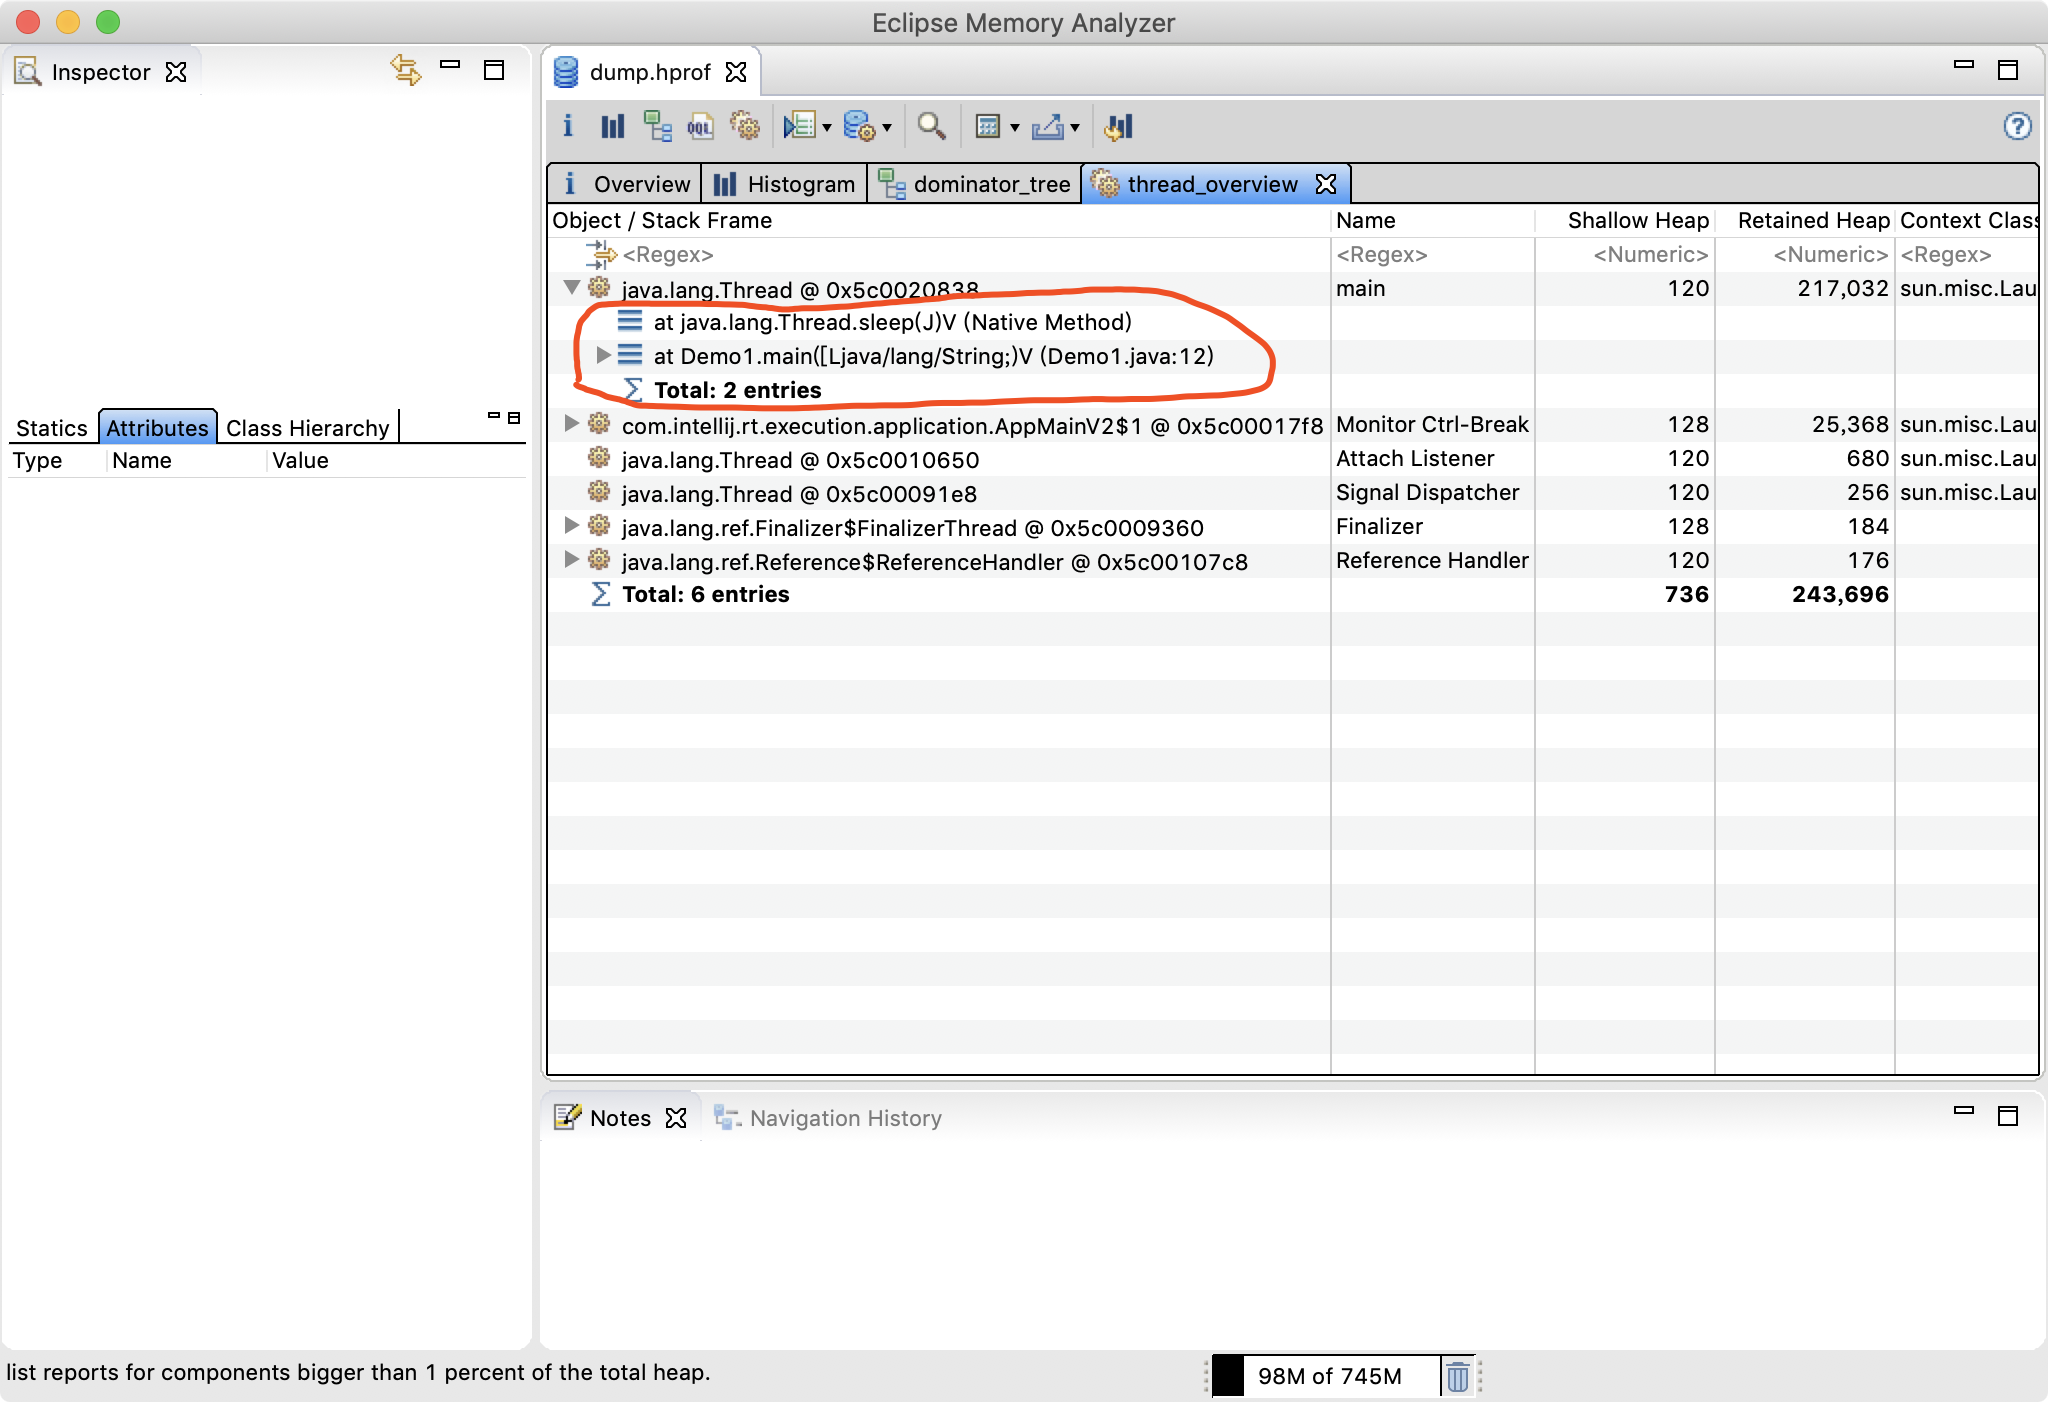 Eclipse Memory Analyzer
Inspector
dump.hprof
i OQL
Overview Histogram dominator_tree thread_overview
Object / Stack Frame Name Shallow Heap Retained Heap Context Class
<Regex> <Regex> <Numeric> <Numeric> <Regex>
java.lang.Thread @ 0x5c0020838 main 120 217,032 sun.misc.Lau
at java.lang.Thread.sleep(J)V (Native Method)
at Demo1.main([Ljava/lang/String;)V (Demo1.java:12)
Total: 2 entries
com.intellij.rt.execution.application.AppMainV2$1 @ 0x5c00017f8 Monitor Ctrl-Break 128 25,368 sun.misc.Lau
java.lang.Thread @ 0x5c0010650 Attach Listener 120 680 sun.misc.Lau
java.lang.Thread @ 0x5c00091e8 Signal Dispatcher 120 256 sun.misc.Lau
java.lang.ref.Finalizer$FinalizerThread @ 0x5c0009360 Finalizer 128 184
java.lang.ref.Reference$ReferenceHandler @ 0x5c00107c8 Reference Handler 120 176
Total: 6 entries 736 243,696
Statics Attributes Class Hierarchy
Type Name Value
Notes Navigation History
list reports for components bigger than 1 percent of the total heap.
98M of 745M